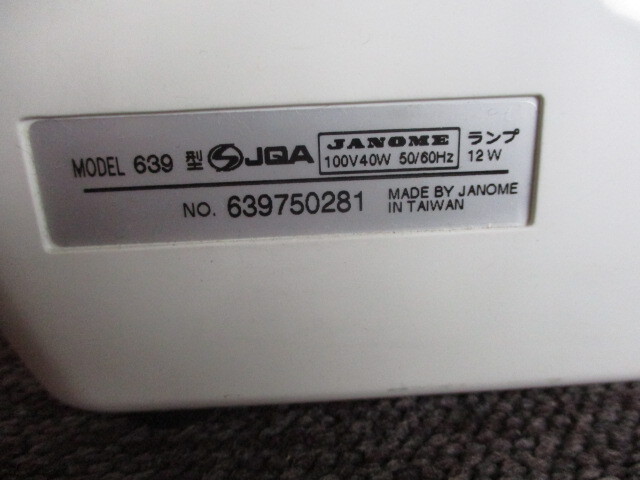 MODEL 639 型 JQA JANOME ランプ
100V40W 50/60Hz 12W
NO. 639750281 MADE BY JANOME
IN TAIWAN